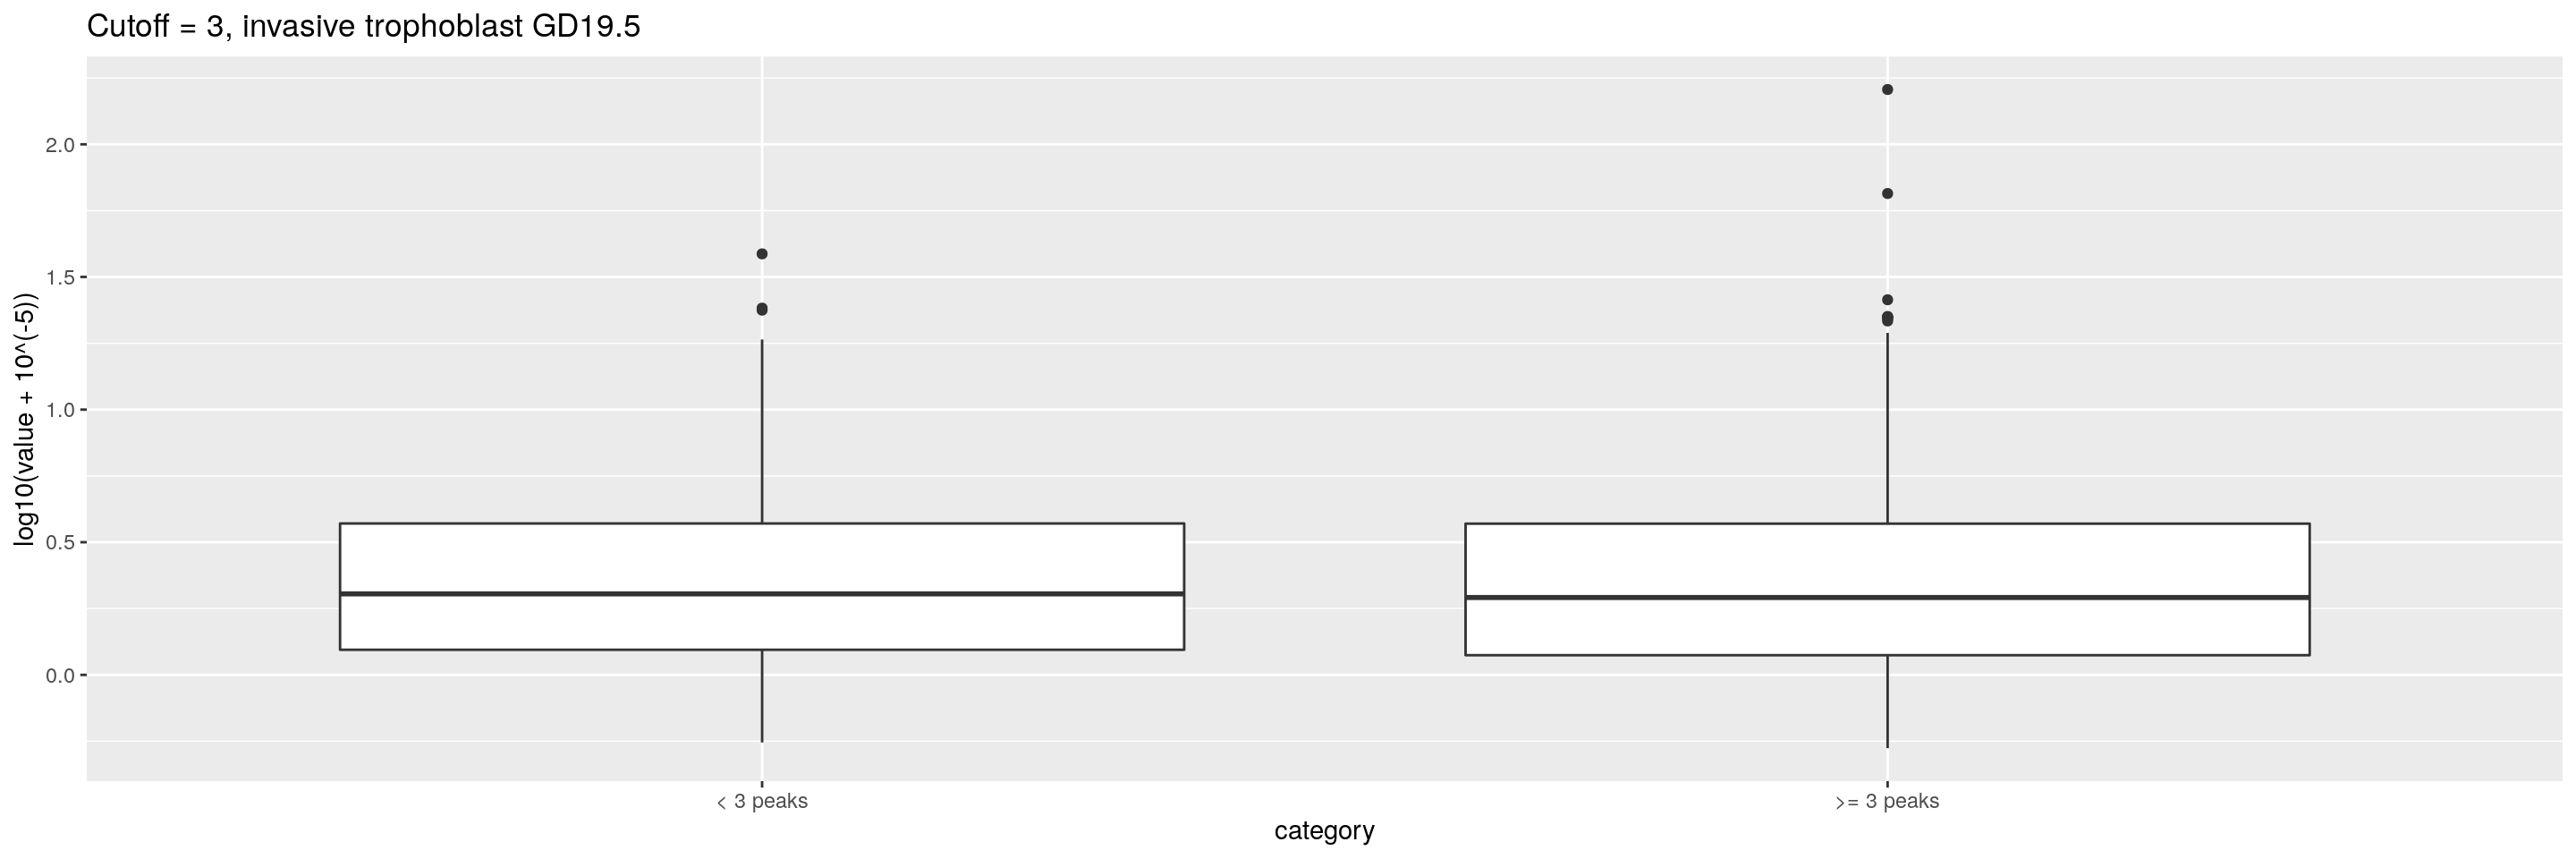 Cutoff = 3, invasive trophoblast GD19.5
log10(value + 10^(-5))
2.0
1.5
1.0
0.5
0.0
< 3 peaks
>= 3 peaks
category